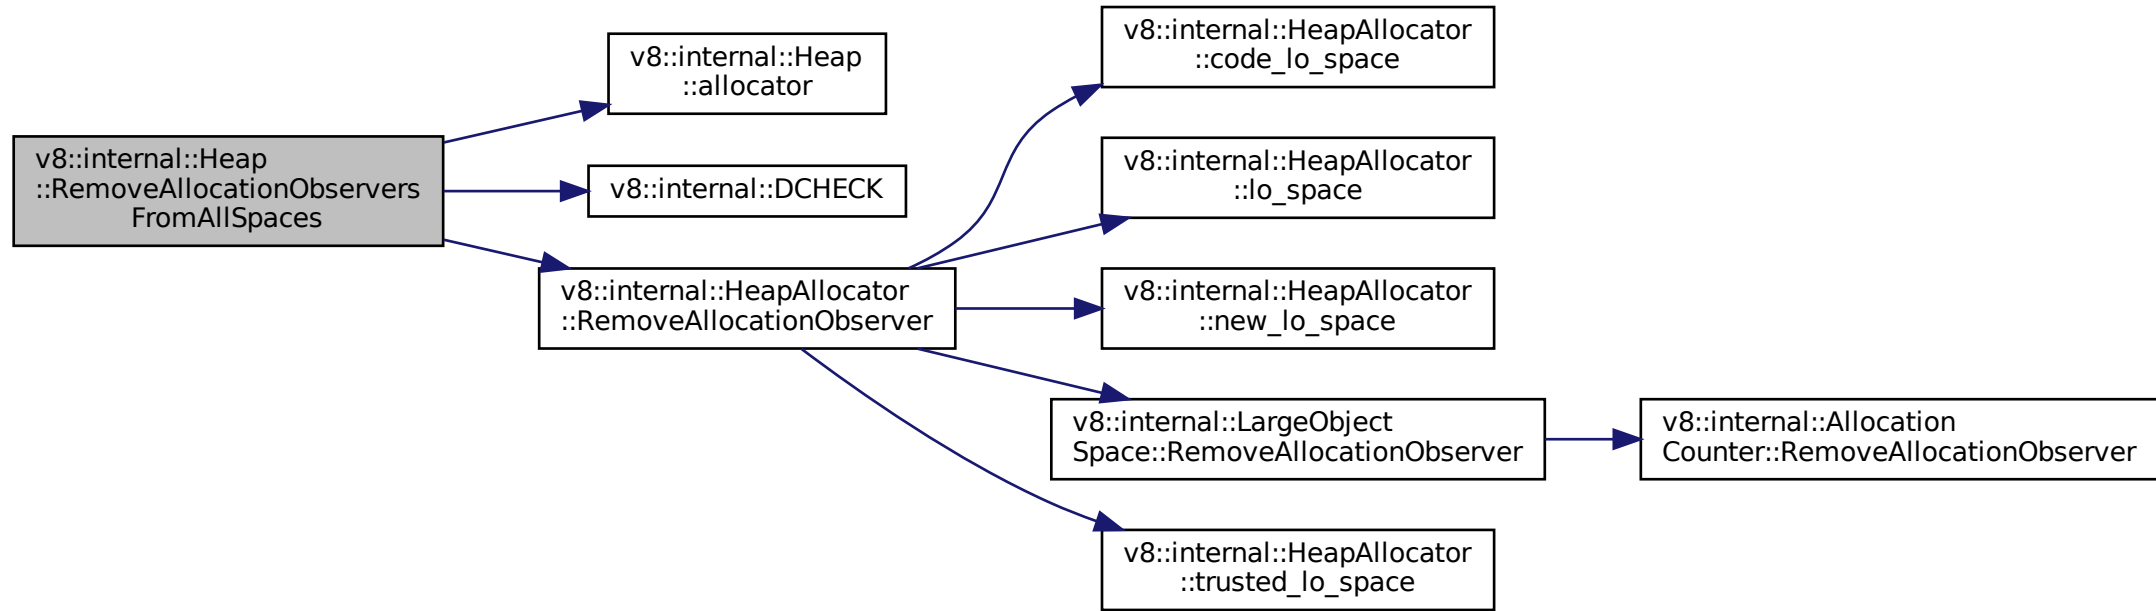 v8::internal::Heap
::RemoveAllocationObservers
FromAllSpaces
v8::internal::Heap
::allocator
v8::internal::DCHECK
v8::internal::HeapAllocator
::RemoveAllocationObserver
v8::internal::HeapAllocator
::code_lo_space
v8::internal::HeapAllocator
::lo_space
v8::internal::HeapAllocator
::new_lo_space
v8::internal::LargeObject
Space::RemoveAllocationObserver
v8::internal::HeapAllocator
::trusted_lo_space
v8::internal::Allocation
Counter::RemoveAllocationObserver